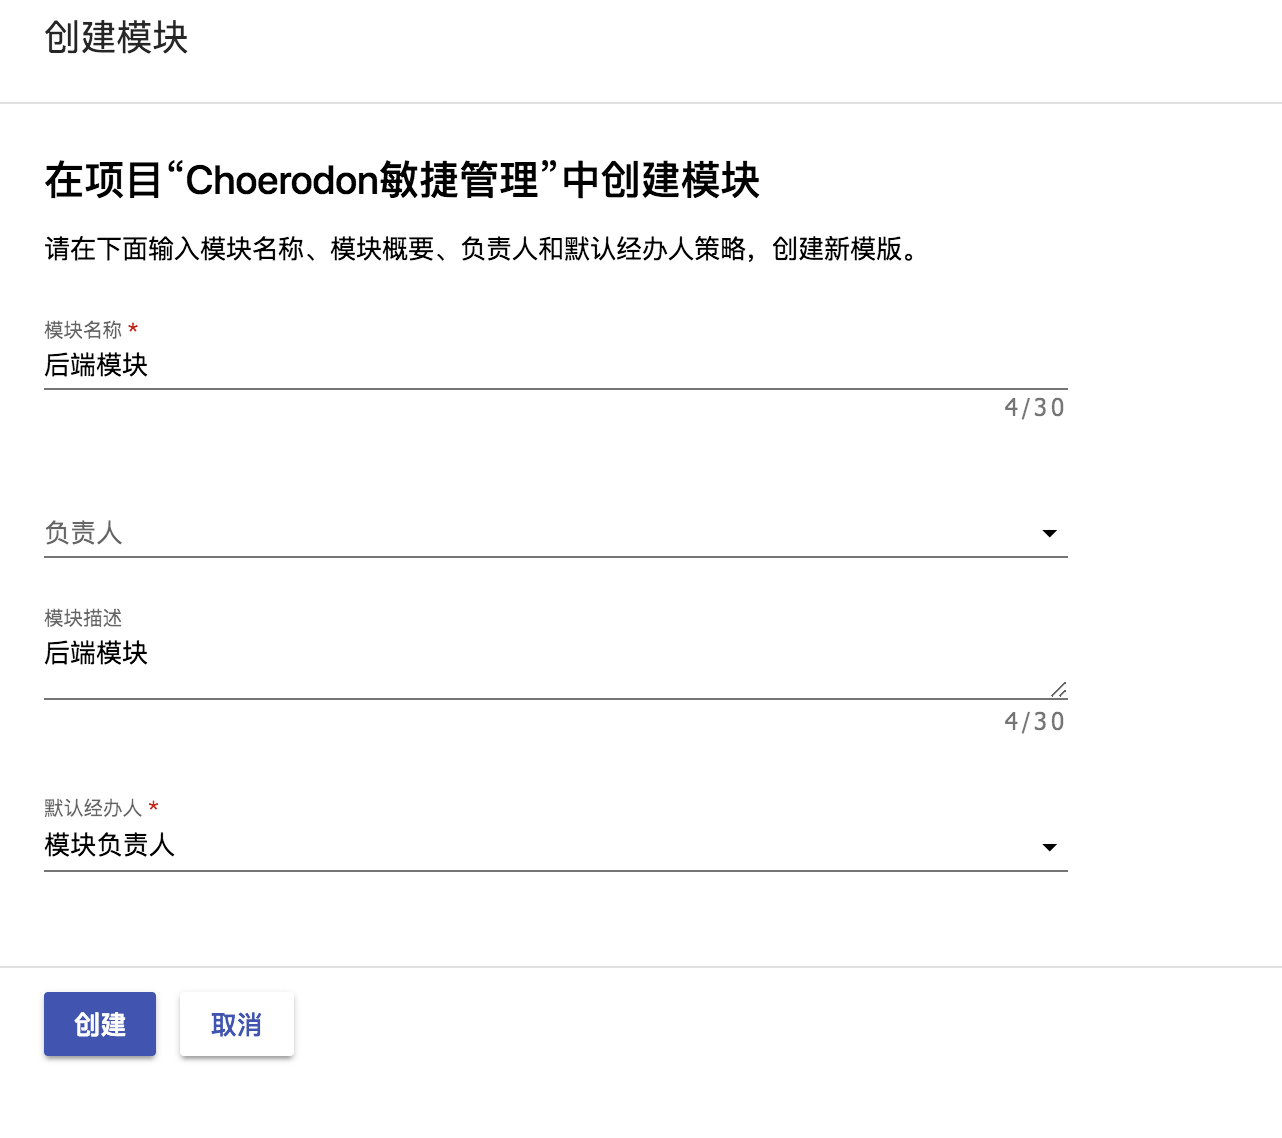 创建模块
在项目“Choerodon敏捷管理”中创建模块
请在下面输入模块名称、模块概要、负责人和默认经办人策略，创建新模版。
模块名称 *
后端模块
4/30
负责人
模块描述
后端模块
4/30
默认经办人 *
模块负责人
创建 取消